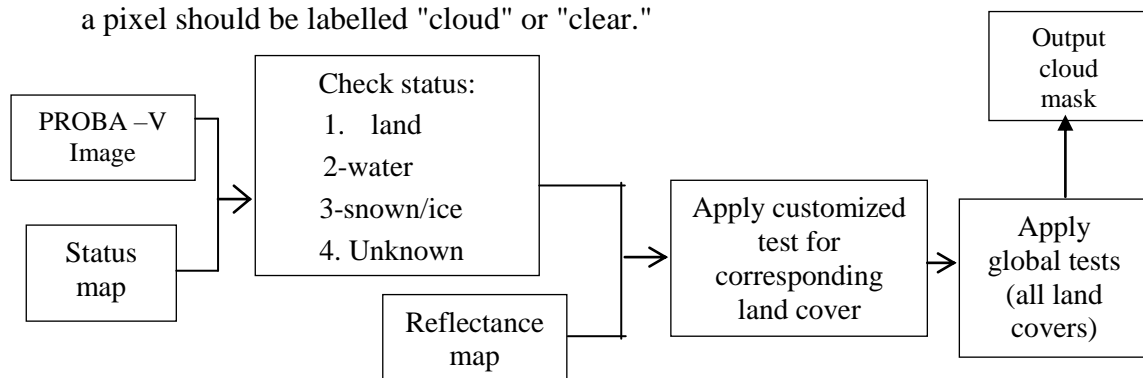 a pixel should be labelled "cloud" or "clear."
PROBA –V
Image
Status
map
Check status:
1. land
2-water
3-snown/ice
4. Unknown
Reflectance
map
Apply customized
test for
corresponding
land cover
Apply
global tests
(all land
covers)
Output
cloud
mask